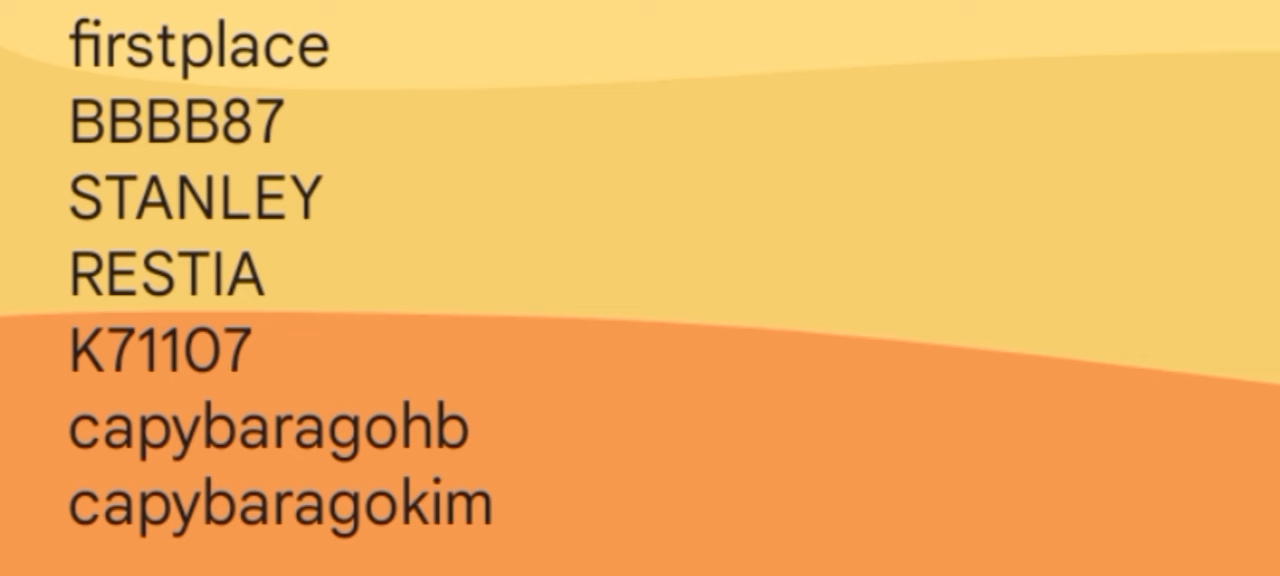 firstplace
BBBB87
STANLEY
RESTIA
K71107
capybaragohb
capybaragokim